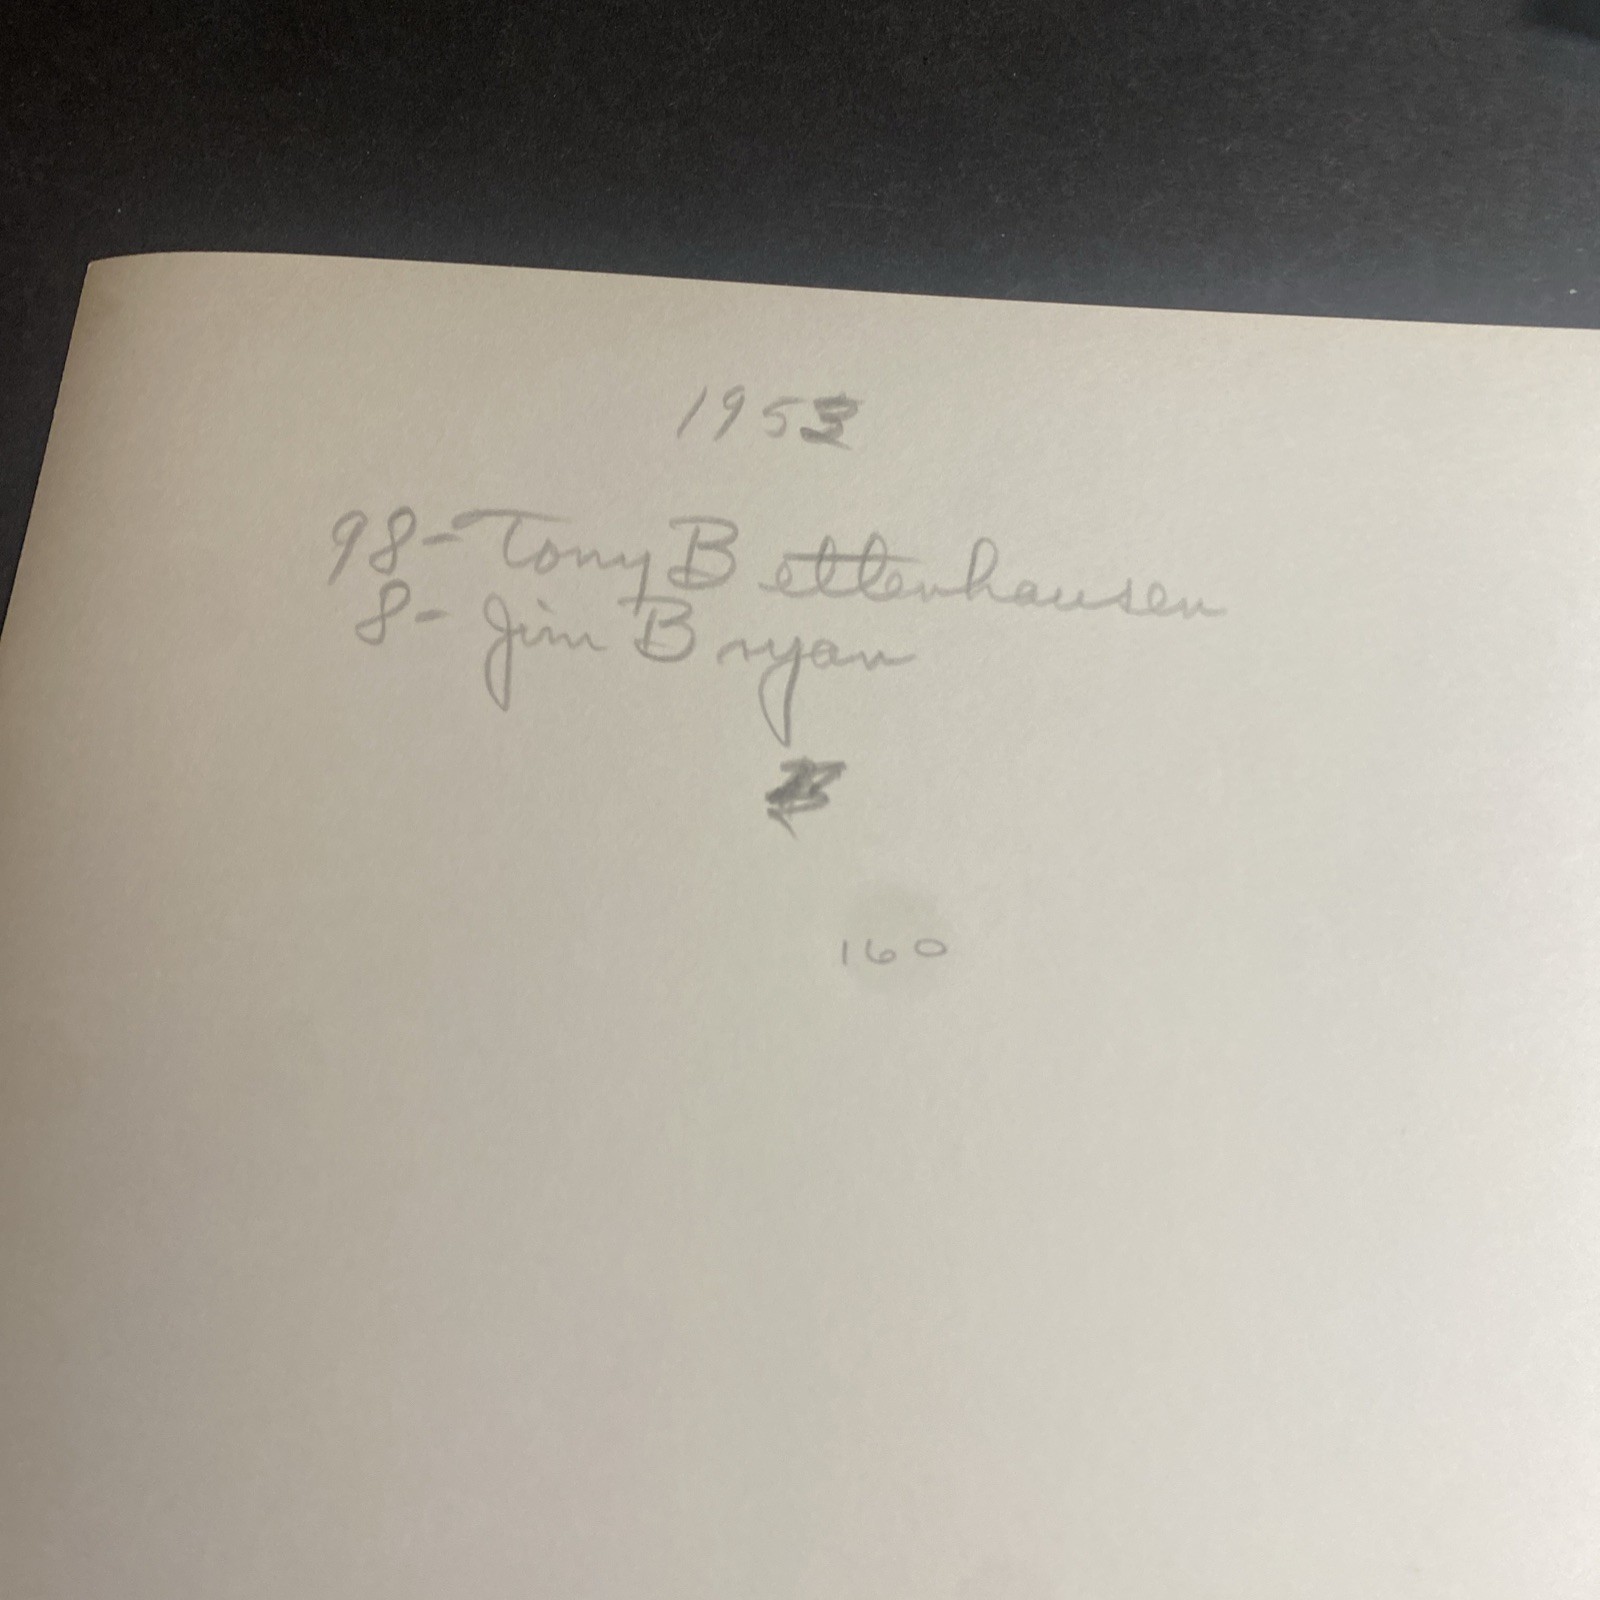 1953
98-Tony Bettenhausen
8-Jim Bryan
160